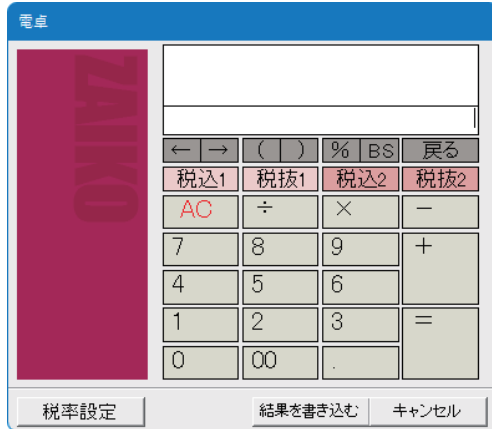 電卓
ZAIKO
← → ( ) % BS 戻る
税込1 税抜1 税込2 税抜2
AC ÷ × −
7 8 9 +
4 5 6
1 2 3 =
0 00 .
税率設定 結果を書き込む キャンセル